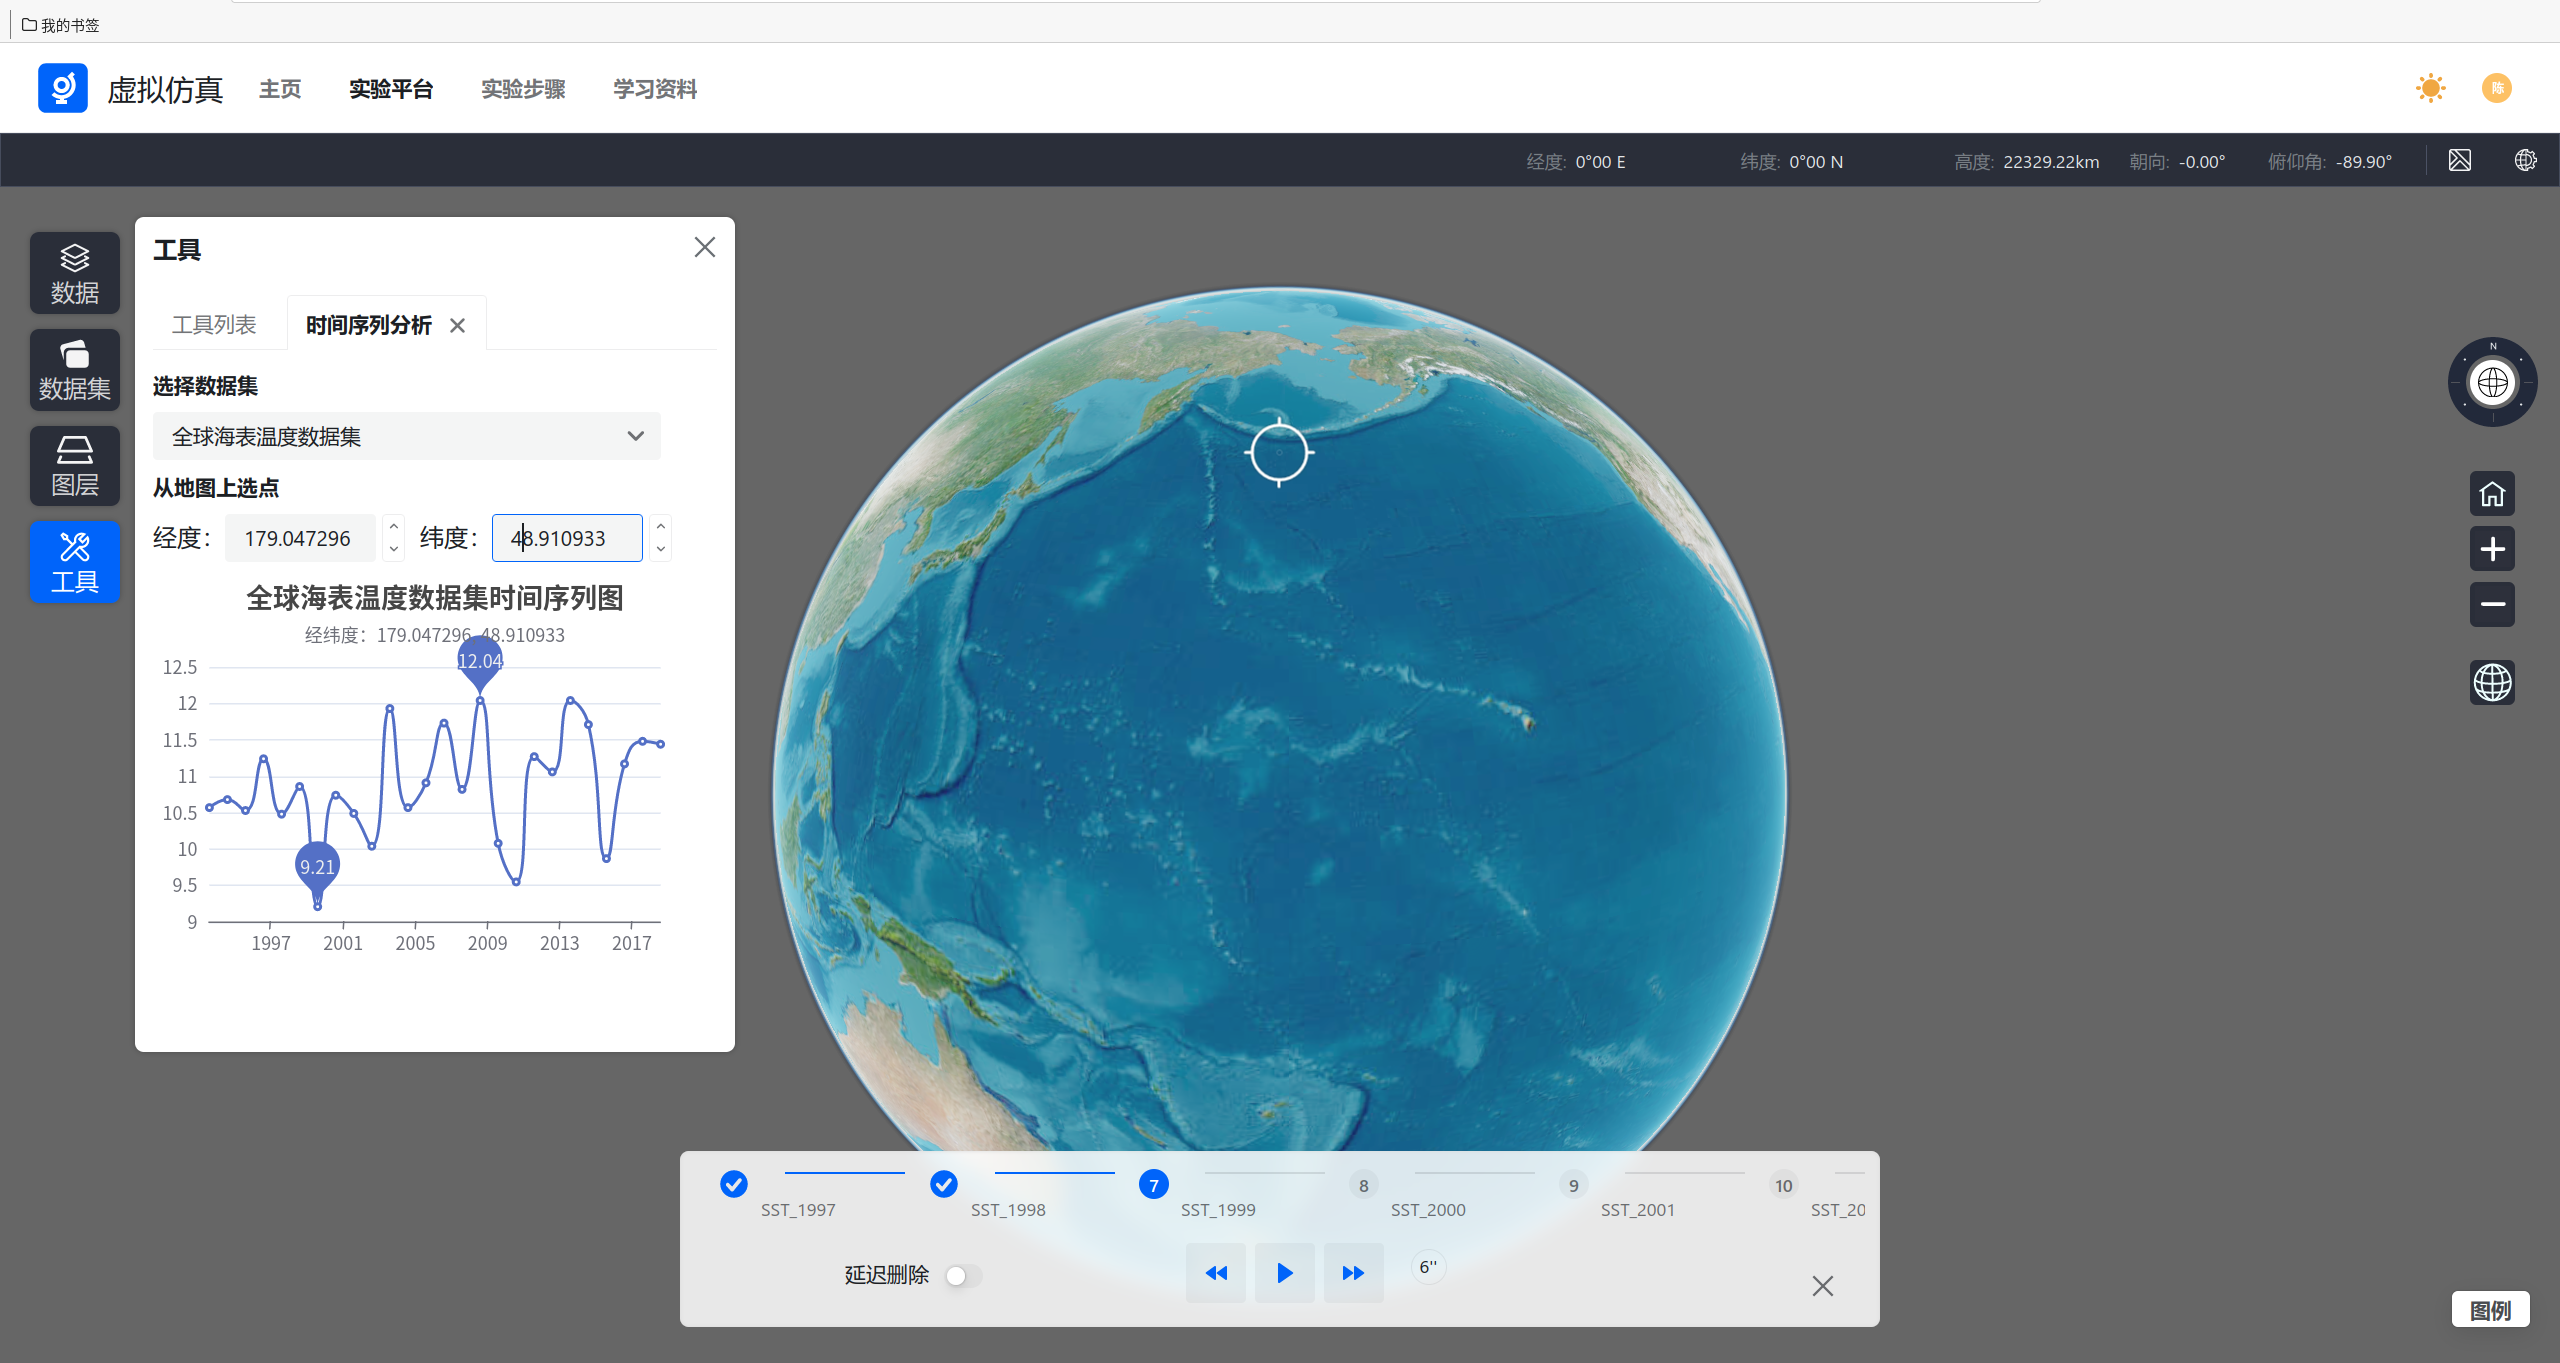 我的书签
虚拟仿真 主页 实验平台 实验步骤 学习资料 陈
经度: 0°00 E 纬度: 0°00 N 高度: 22329.22km 朝向: -0.00° 俯仰角: -89.90°
数据
数据集
图层
工具
工具
工具列表 时间序列分析
选择数据集
全球海表温度数据集
从地图上选点
经度: 179.047296 纬度: 48.910933
全球海表温度数据集时间序列图
经纬度: 179.047296, 48.910933
12.04
9.21
12.5
12
11.5
11
10.5
10
9.5
9
1997 2001 2005 2009 2013 2017
N
7 8 9 10
SST_1997 SST_1998 SST_1999 SST_2000 SST_2001 SST_20
延迟删除 6''
图例